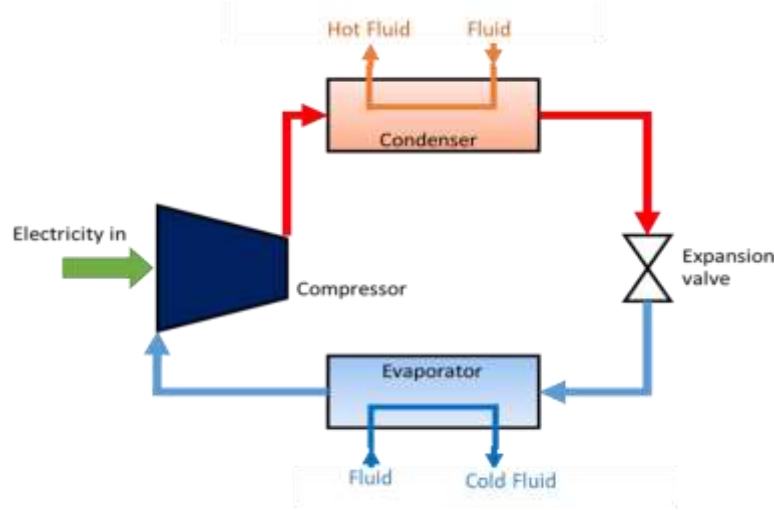 Hot Fluid
Fluid
Condenser
Electricity in
Compressor
Expansion
valve
Evaporator
Fluid
Cold Fluid